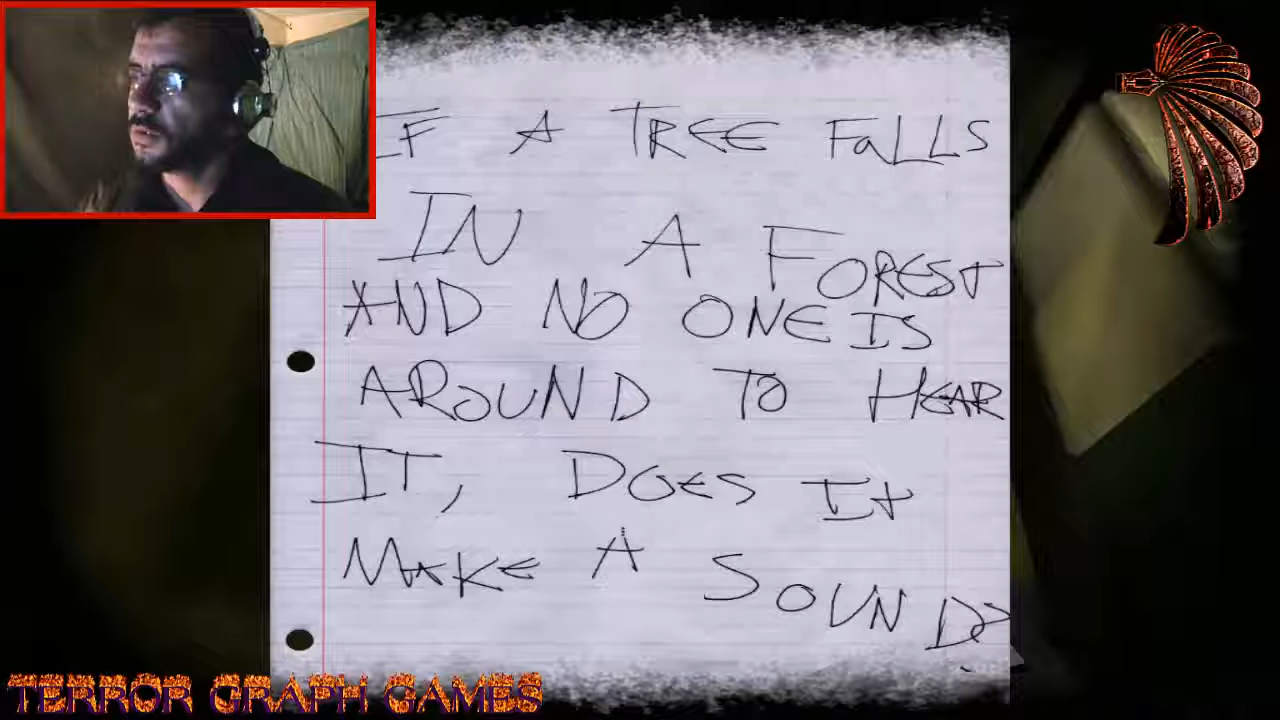 IF A TREE FaLLS
IN A FOREST
AND NO ONE IS
AROUND TO HEAR
IT, DOES It
MAKE A SOUND?
TERROR GRAPH GAMES